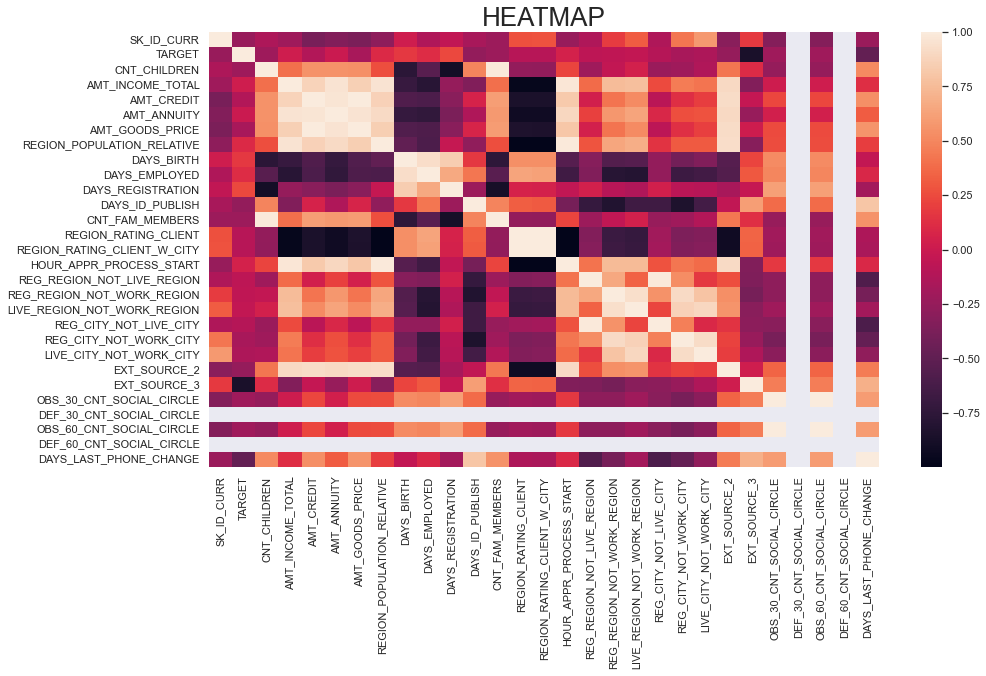 HEATMAP
SK_ID_CURR
TARGET
CNT_CHILDREN
AMT_INCOME_TOTAL
AMT_CREDIT
AMT_ANNUITY
AMT_GOODS_PRICE
REGION_POPULATION_RELATIVE
DAYS_BIRTH
DAYS_EMPLOYED
DAYS_REGISTRATION
DAYS_ID_PUBLISH
CNT_FAM_MEMBERS
REGION_RATING_CLIENT
REGION_RATING_CLIENT_W_CITY
HOUR_APPR_PROCESS_START
REG_REGION_NOT_LIVE_REGION
REG_REGION_NOT_WORK_REGION
LIVE_REGION_NOT_WORK_REGION
REG_CITY_NOT_LIVE_CITY
REG_CITY_NOT_WORK_CITY
LIVE_CITY_NOT_WORK_CITY
EXT_SOURCE_2
EXT_SOURCE_3
OBS_30_CNT_SOCIAL_CIRCLE
DEF_30_CNT_SOCIAL_CIRCLE
OBS_60_CNT_SOCIAL_CIRCLE
DEF_60_CNT_SOCIAL_CIRCLE
DAYS_LAST_PHONE_CHANGE
SK_ID_CURR
TARGET
CNT_CHILDREN
AMT_INCOME_TOTAL
AMT_CREDIT
AMT_ANNUITY
AMT_GOODS_PRICE
REGION_POPULATION_RELATIVE
DAYS_BIRTH
DAYS_EMPLOYED
DAYS_REGISTRATION
DAYS_ID_PUBLISH
CNT_FAM_MEMBERS
REGION_RATING_CLIENT
REGION_RATING_CLIENT_W_CITY
HOUR_APPR_PROCESS_START
REG_REGION_NOT_LIVE_REGION
REG_REGION_NOT_WORK_REGION
LIVE_REGION_NOT_WORK_REGION
REG_CITY_NOT_LIVE_CITY
REG_CITY_NOT_WORK_CITY
LIVE_CITY_NOT_WORK_CITY
EXT_SOURCE_2
EXT_SOURCE_3
OBS_30_CNT_SOCIAL_CIRCLE
DEF_30_CNT_SOCIAL_CIRCLE
OBS_60_CNT_SOCIAL_CIRCLE
DEF_60_CNT_SOCIAL_CIRCLE
DAYS_LAST_PHONE_CHANGE
1.00
0.75
0.50
0.25
0.00
−0.25
−0.50
−0.75